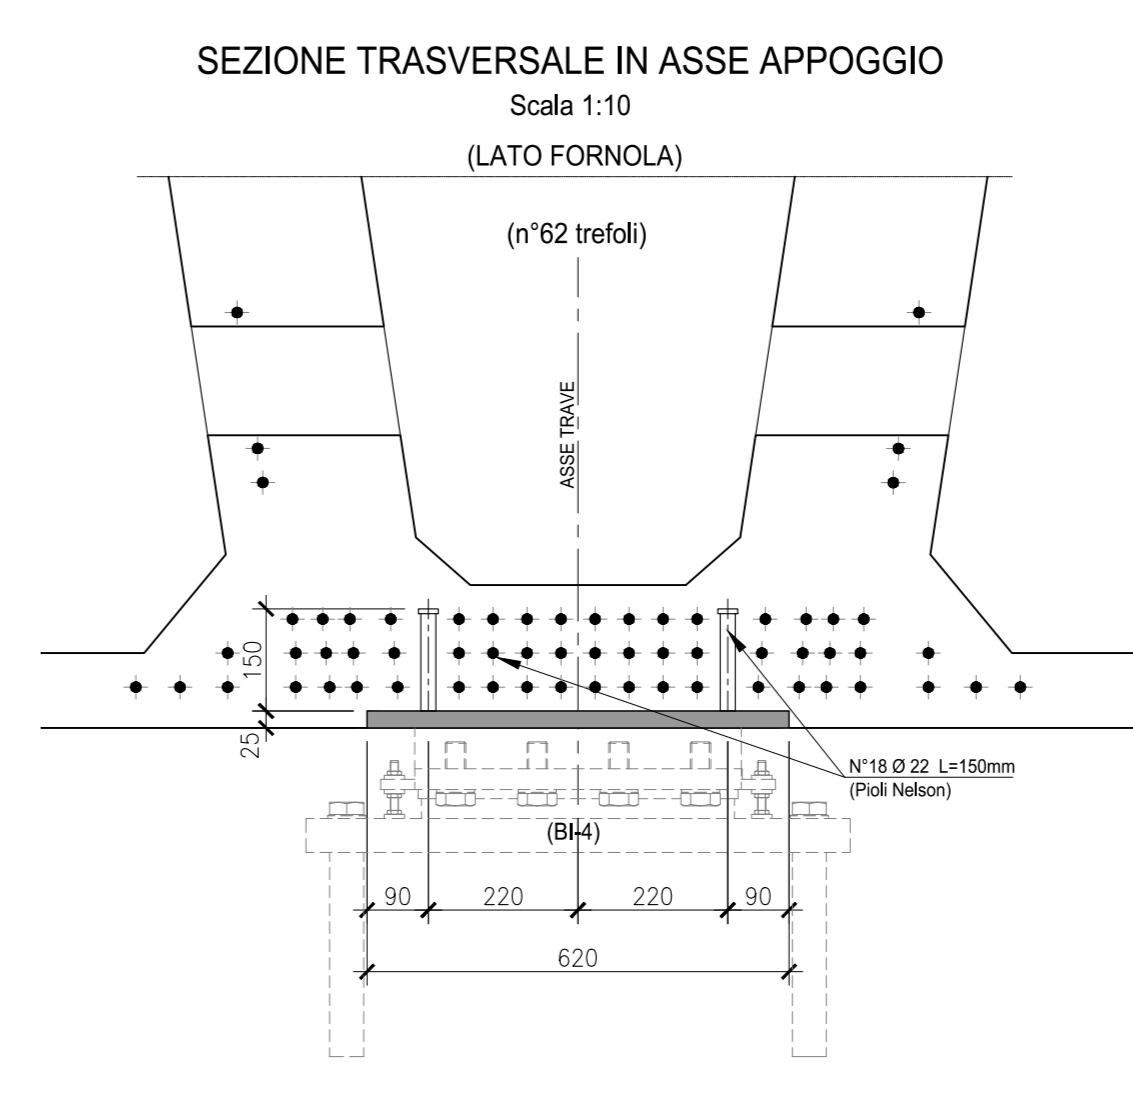 SEZIONE TRASVERSALE IN ASSE APPOGGIO
Scala 1:10
(LATO FORNOLA)
(n°62 trefoli)
ASSE TRAVE
150
25
N°18 Ø 22 L=150mm
(Pioli Nelson)
(BI-4)
90
220
220
90
620